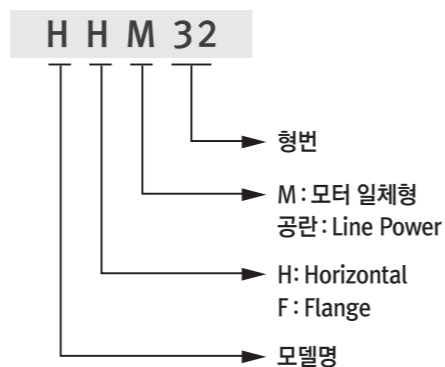 H H M 32
형번
M : 모터 일체형
공란 : Line Power
H : Horizontal
F : Flange
모델명